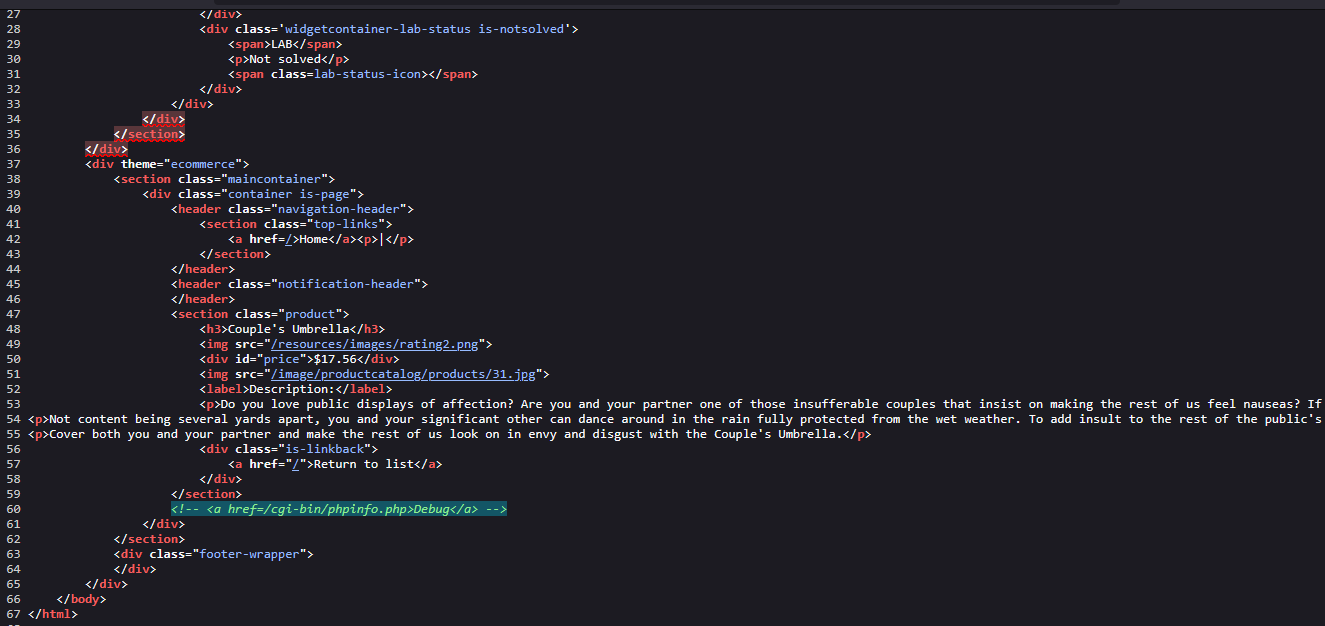 27 </div>
28 <div class='widgetcontainer-lab-status is-notsolved'>
29 <span>LAB</span>
30 <p>Not solved</p>
31 <span class=lab-status-icon></span>
32 </div>
33 </div>
34 </div>
35 </section>
36 </div>
37 <div theme="ecommerce">
38 <section class="maincontainer">
39 <div class="container is-page">
40 <header class="navigation-header">
41 <section class="top-links">
42 <a href=/>Home</a><p>|</p>
43 </section>
44 </header>
45 <header class="notification-header">
46 </header>
47 <section class="product">
48 <h3>Couple's Umbrella</h3>
49 <img src="/resources/images/rating2.png">
50 <div id="price">$17.56</div>
51 <img src="/image/productcatalog/products/31.jpg">
52 <label>Description:</label>
53 <p>Do you love public displays of affection? Are you and your partner one of those insufferable couples that insist on making the rest of us feel nauseas? If
54 <p>Not content being several yards apart, you and your significant other can dance around in the rain fully protected from the wet weather. To add insult to the rest of the public's
55 <p>Cover both you and your partner and make the rest of us look on in envy and disgust with the Couple's Umbrella.</p>
56 <div class="is-linkback">
57 <a href="/">Return to list</a>
58 </div>
59 </section>
60 <!-- <a href=/cgi-bin/phpinfo.php>Debug</a> -->
61 </div>
62 </section>
63 <div class="footer-wrapper">
64 </div>
65 </div>
66 </body>
67 </html>